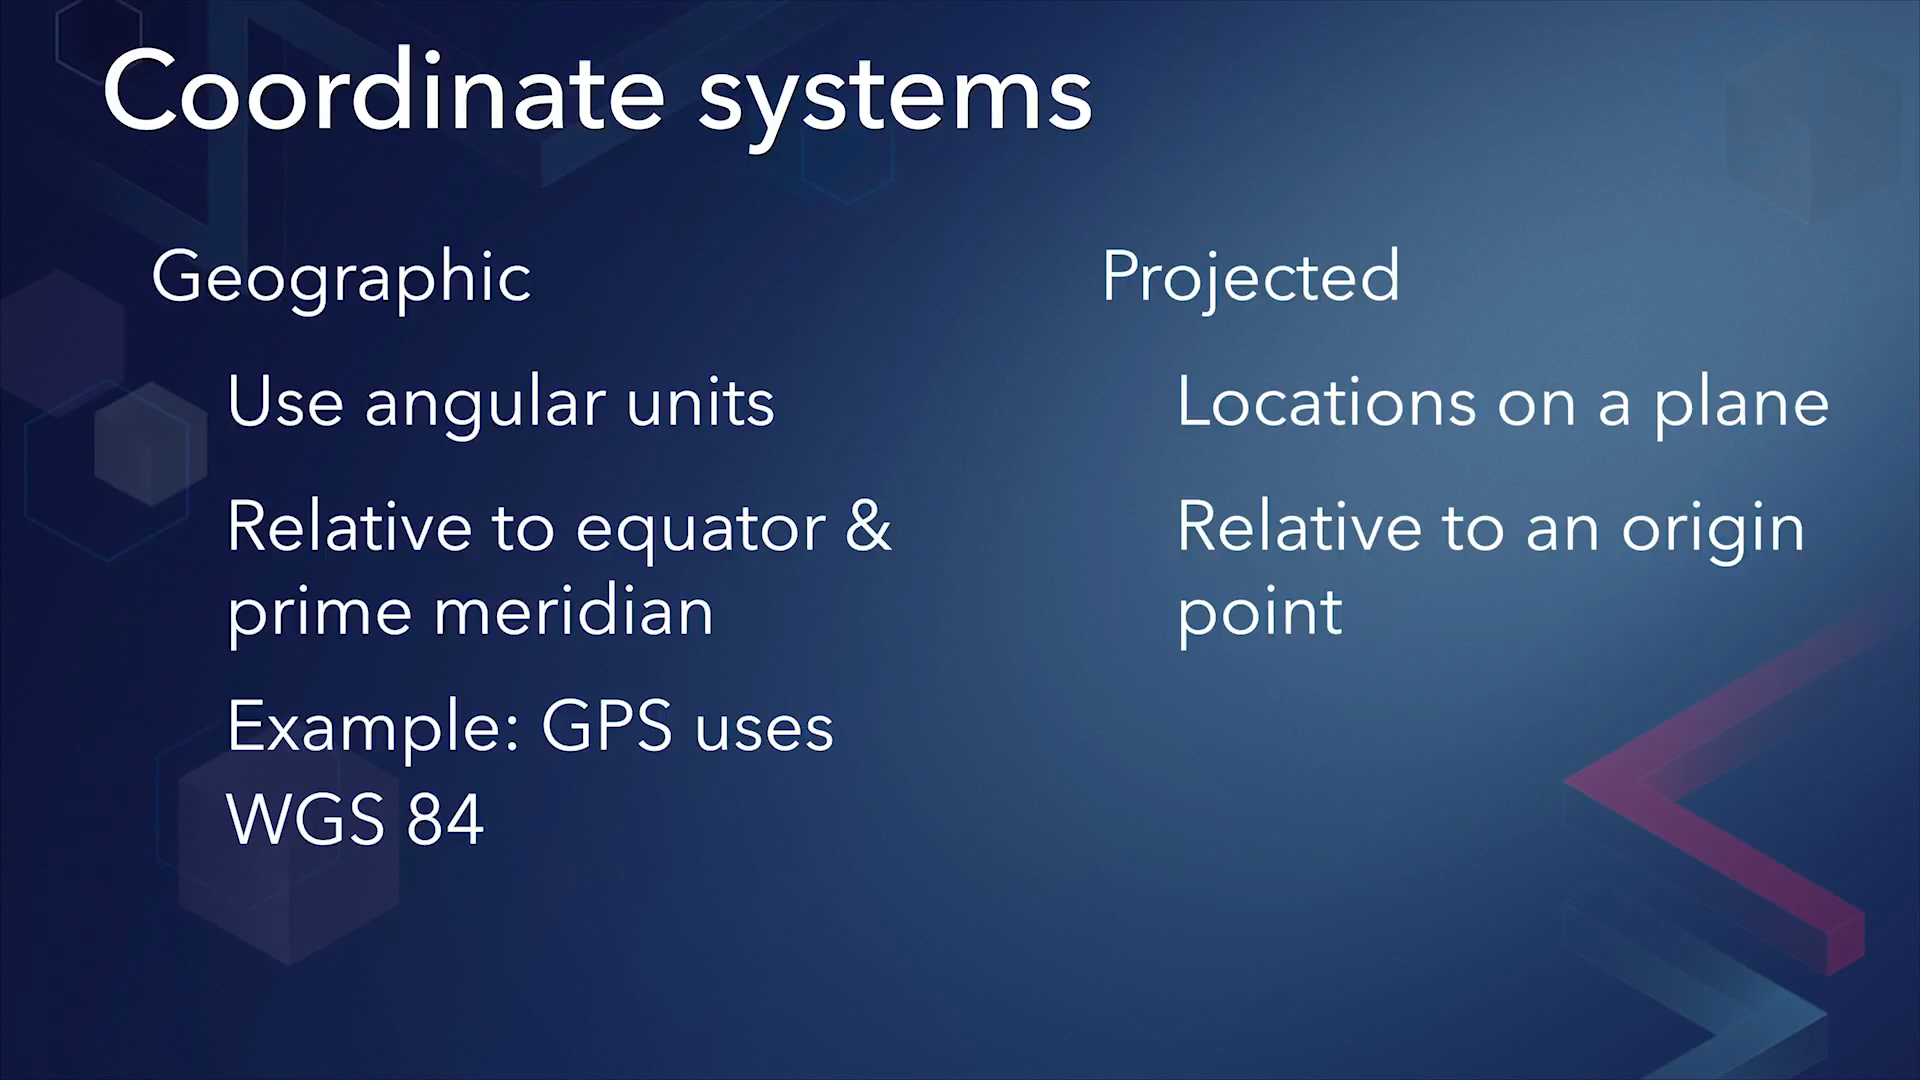 Coordinate systems
Geographic
Use angular units
Relative to equator &
prime meridian
Example: GPS uses
WGS 84
Projected
Locations on a plane
Relative to an origin
point